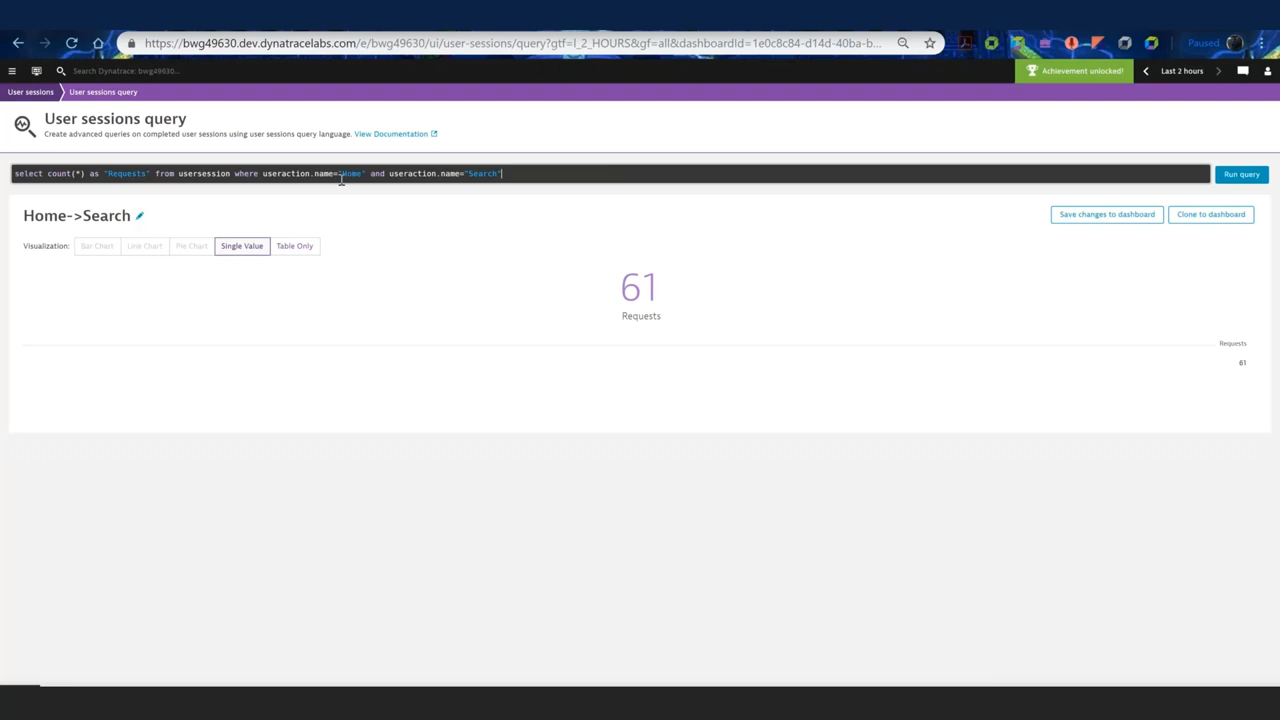 https://bwg49630.dev.dynatracelabs.com/e/bwg49630/ui/user-sessions/query?gtf=l_2_HOURS&gf=all&dashboardId=1e0c8c84-d14d-40ba-b... Paused
Search Dynatrace: bwg49630... Achievement unlocked! Last 2 hours
User sessions User sessions query
User sessions query
Create advanced queries on completed user sessions using user sessions query language. View Documentation
select count(*) as "Requests" from usersession where useraction.name="Home" and useraction.name="Search" Run query
Home->Search Save changes to dashboard Clone to dashboard
Visualization: Bar Chart Line Chart Pie Chart Single Value Table Only
61
Requests
Requests
61